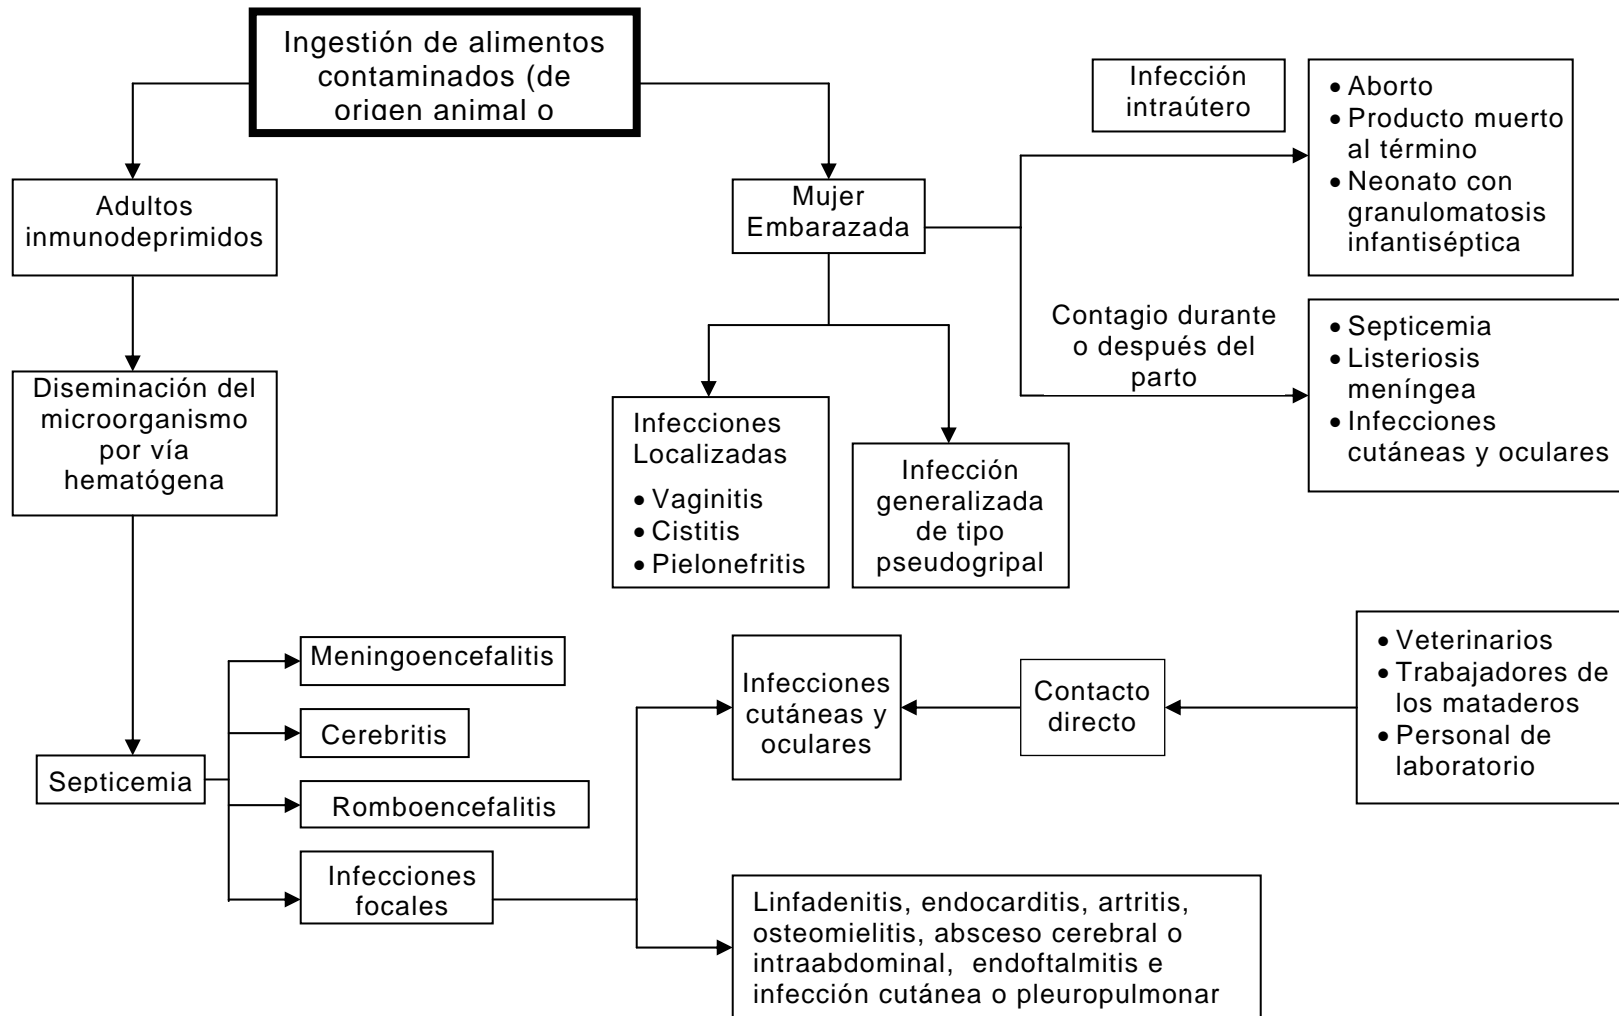 Ingestión de alimentos
contaminados (de
origen animal o
Infección
intraútero
• Aborto
• Producto muerto
al término
• Neonato con
granulomatosis
infantiséptica
Adultos
inmunodeprimidos
Mujer
Embarazada
Contagio durante
o después del
parto
• Septicemia
• Listeriosis
meníngea
• Infecciones
cutáneas y oculares
Diseminación del
microorganismo
por vía
hematógena
Infecciones
Localizadas
• Vaginitis
• Cistitis
• Pielonefritis
Infección
generalizada
de tipo
pseudogripal
Meningoencefalitis
Cerebritis
Septicemia
Romboencefalitis
Infecciones
focales
Infecciones
cutáneas y
oculares
Contacto
directo
• Veterinarios
• Trabajadores de
los mataderos
• Personal de
laboratorio
Linfadenitis, endocarditis, artritis,
osteomielitis, absceso cerebral o
intraabdominal, endoftalmitis e
infección cutánea o pleuropulmonar